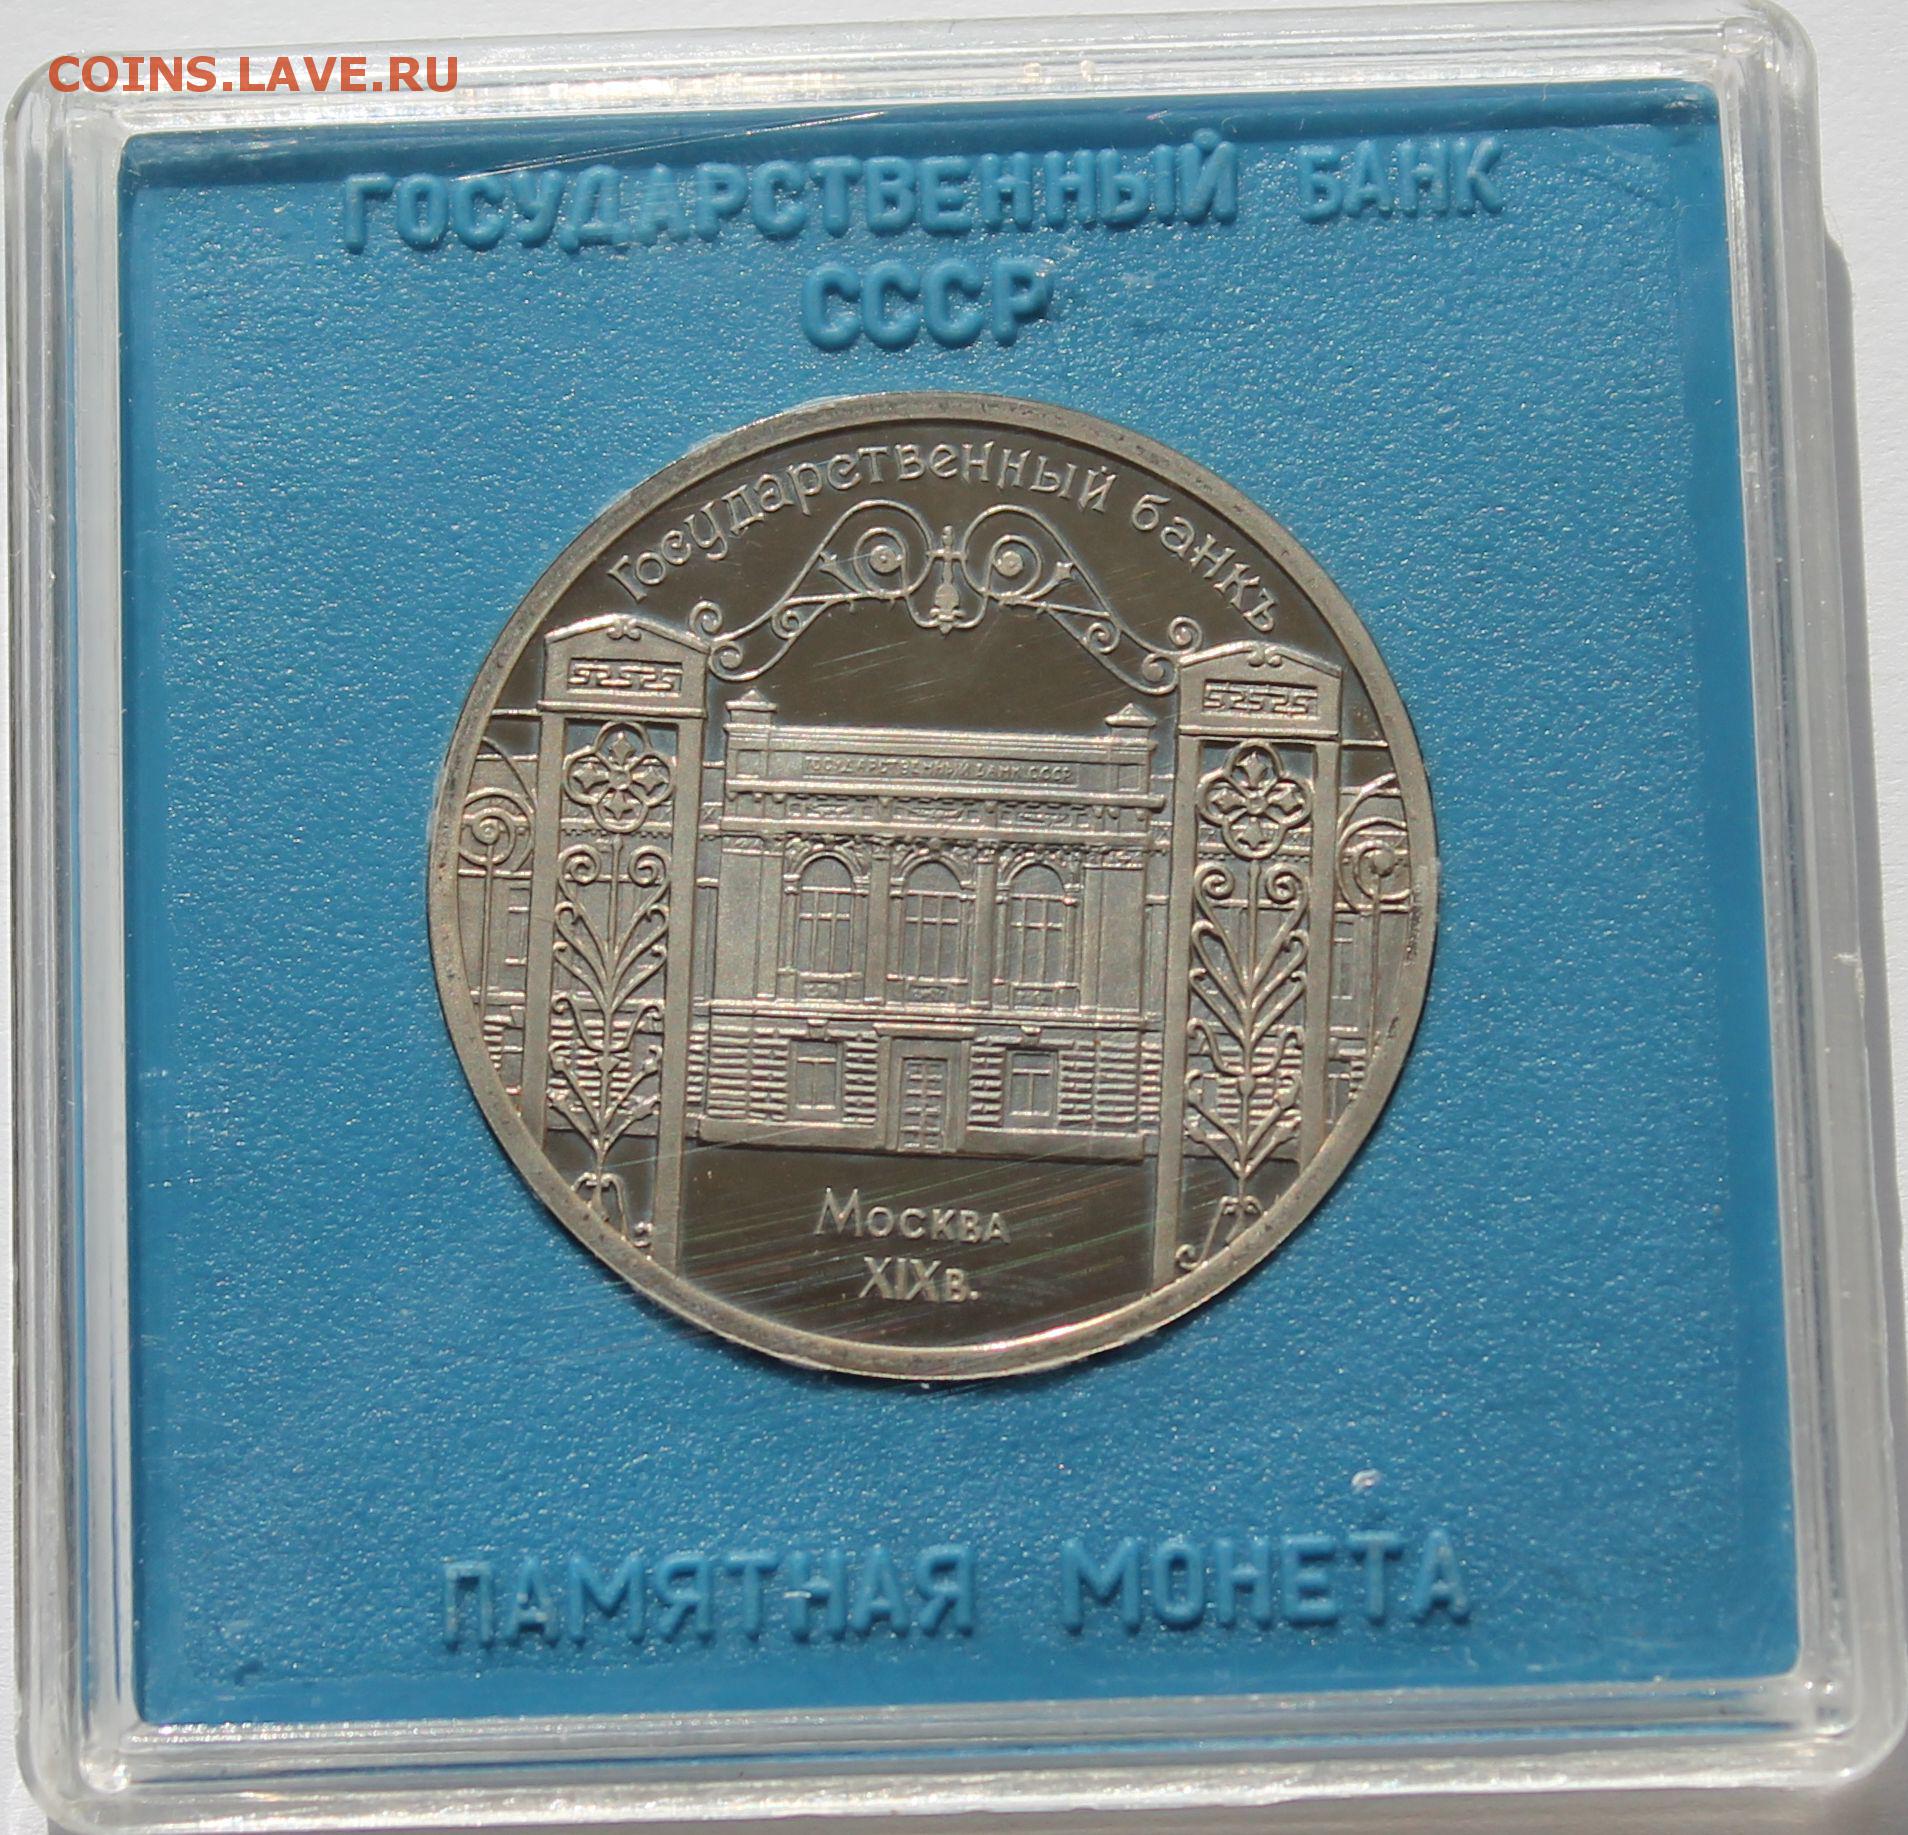 COINS.LAVE.RU
ГОСУДАРСТВЕННЫЙ БАНК
СССР
Государственный банкъ
ГОСУДАРСТВЕННЫЙ БАНК СССР
МОСКВА
XIXВ.
ПАМЯТНАЯ МОНЕТА